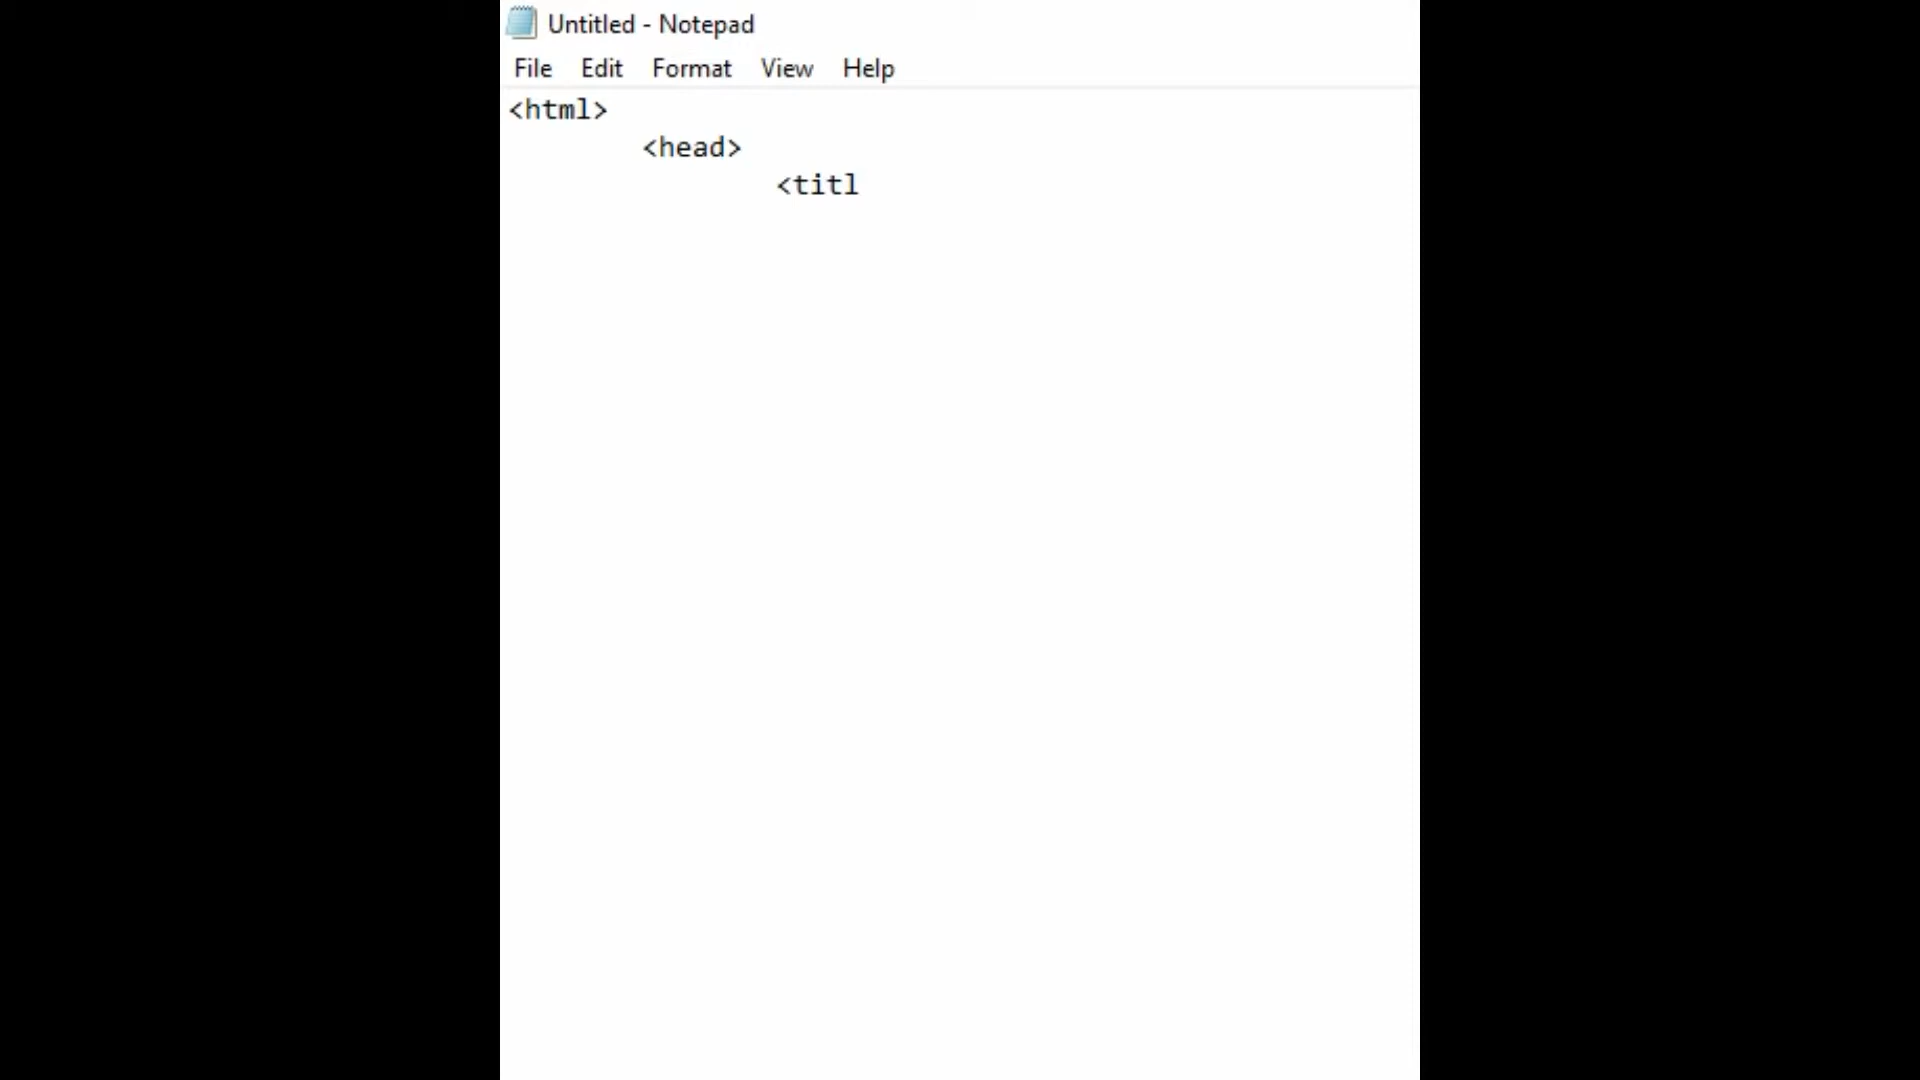 Untitled - Notepad
File Edit Format View Help
<html>
<head>
<titl